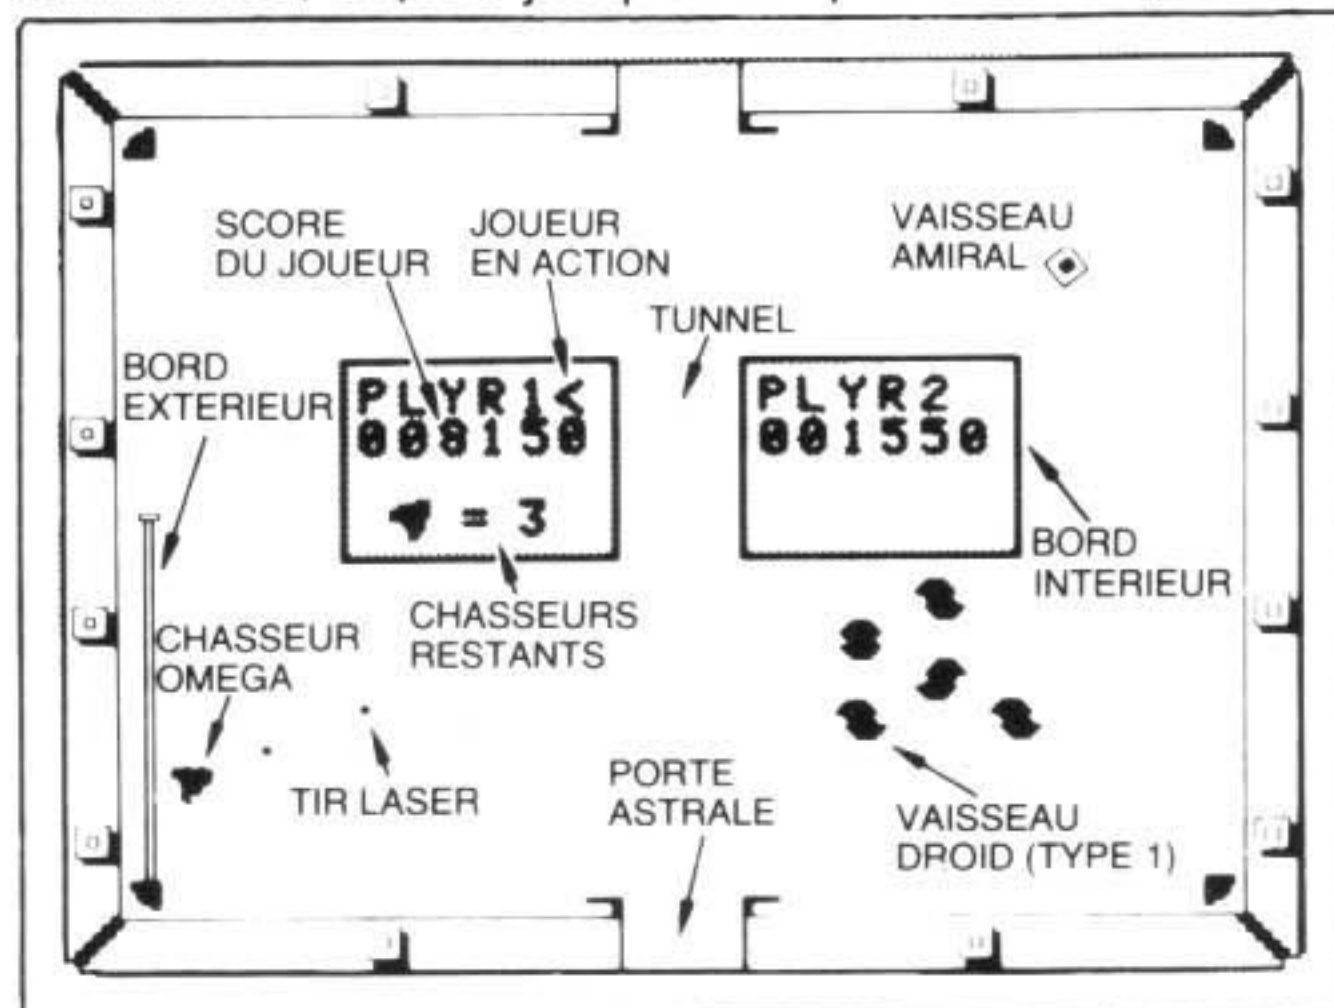 SCORE
DU JOUEUR
JOUEUR
EN ACTION
VAISSEAU
AMIRAL
TUNNEL
BORD
EXTERIEUR
PLYR1<
008150
= 3
PLYR2
001550
BORD
INTERIEUR
CHASSEURS
RESTANTS
CHASSEUR
OMEGA
TIR LASER
PORTE
ASTRALE
VAISSEAU
DROID (TYPE 1)